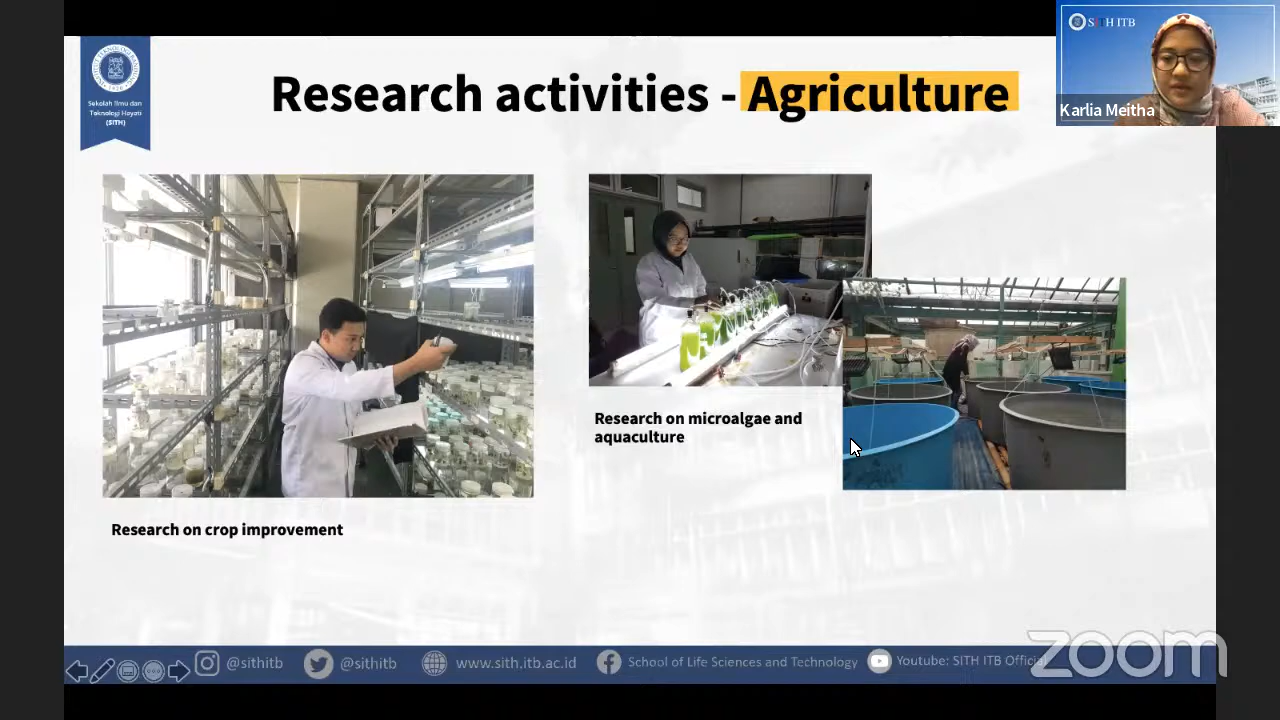 Research activities - Agriculture
Sekolah Ilmu dan
Teknologi Hayati
(SITH)
SITH ITB
Karlia Meitha
Research on microalgae and
aquaculture
Research on crop improvement
@sithitb
@sithitb
www.sith.itb.ac.id
School of Life Sciences and Technology
Youtube: SITH ITB Official
zoom